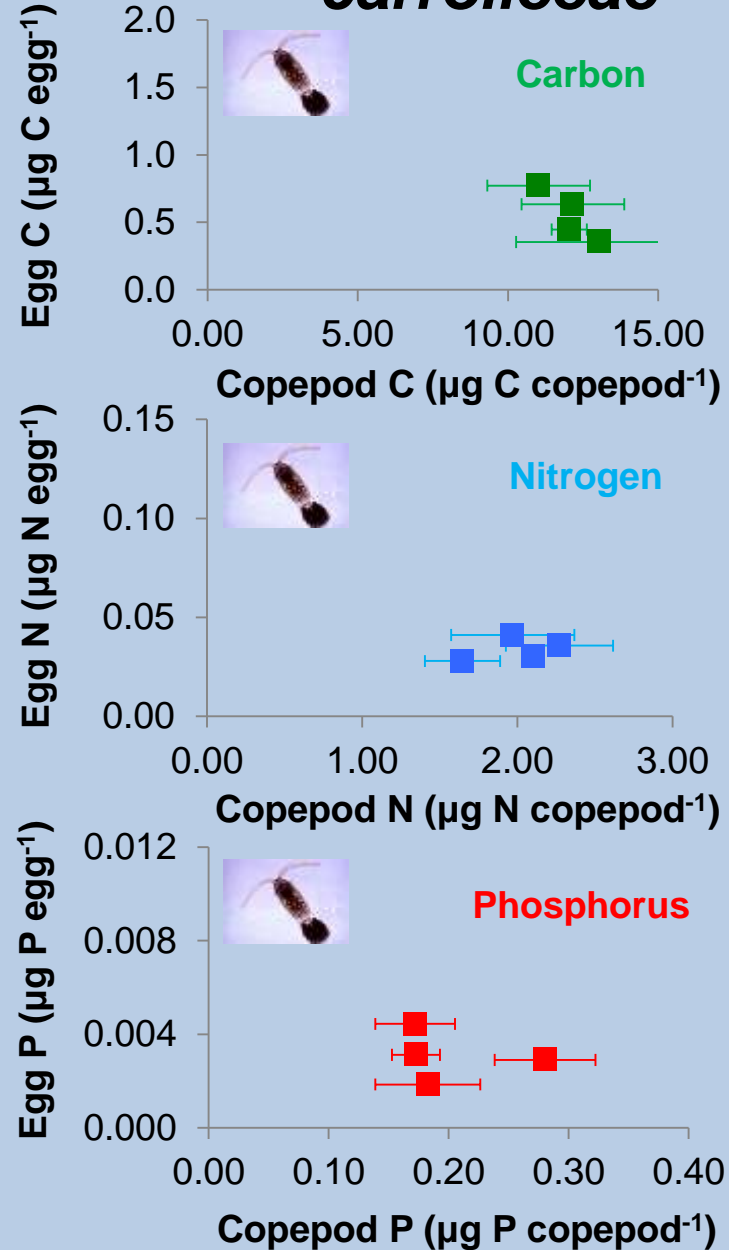 2.0
1.5
1.0
0.5
0.0
Egg C (µg C egg⁻¹)
Carbon
0.00 5.00 10.00 15.00
Copepod C (µg C copepod⁻¹)
0.15
0.10
0.05
0.00
Egg N (µg N egg⁻¹)
Nitrogen
0.00 1.00 2.00 3.00
Copepod N (µg N copepod⁻¹)
0.012
0.008
0.004
0.000
Egg P (µg P egg⁻¹)
Phosphorus
0.00 0.10 0.20 0.30 0.40
Copepod P (µg P copepod⁻¹)